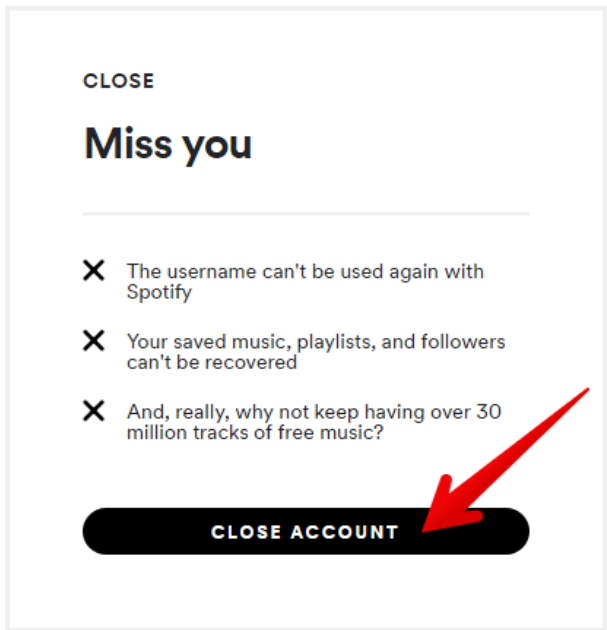 CLOSE
Miss you
The username can't be used again with
Spotify
Your saved music, playlists, and followers
can't be recovered
And, really, why not keep having over 30
million tracks of free music?
CLOSE ACCOUNT